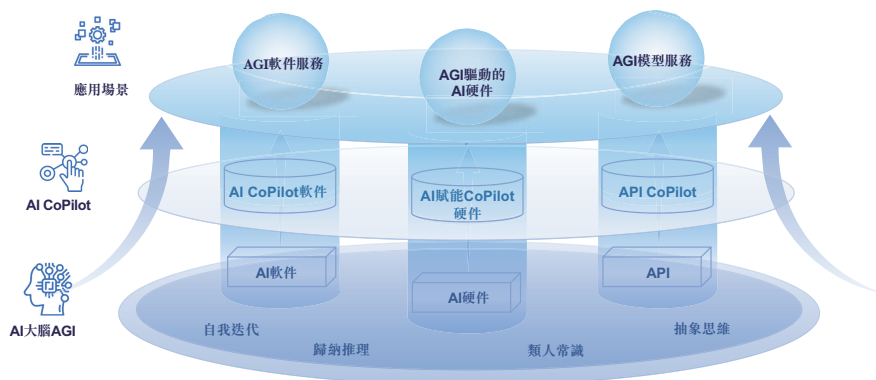 AGI軟件服務
AGI驅動的
AI硬件
AGI模型服務
應用場景
AI CoPilot軟件
AI賦能CoPilot
硬件
API CoPilot
AI CoPilot
AI軟件
AI硬件
API
AI大腦AGI
自我迭代
歸納推理
類人常識
抽象思維